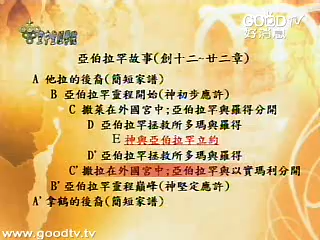 GOODTV
好消息
亞伯拉罕故事(創十二~廿二章)
A 他拉的後裔(簡短家譜)
B 亞伯拉罕靈程開始(神初步應許)
C 撒萊在外國宮中;亞伯拉罕與羅得分開
D 亞伯拉罕拯救所多瑪與羅得
E 神與亞伯拉罕立約
D' 亞伯拉罕拯救所多瑪與羅得
C' 撒拉在外國宮中;亞伯拉罕與以實瑪利分開
B' 亞伯拉罕靈程巔峰(神堅定應許)
A' 拿鶴的後裔(簡短家譜)
www.goodtv.tv